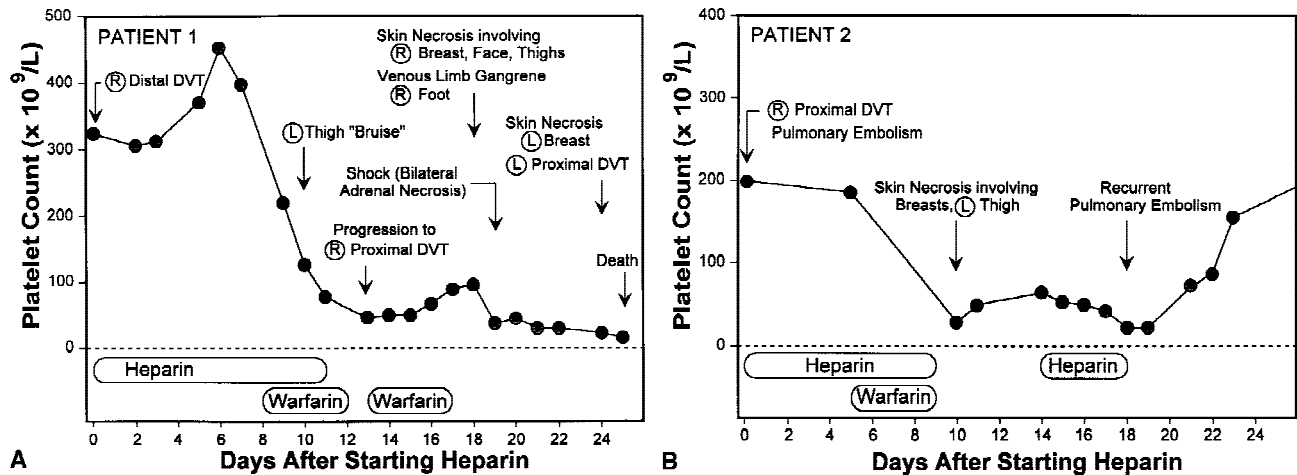 PATIENT 1
Platelet Count (x 10 9/L)
500
400
300
200
100
0
R Distal DVT
Skin Necrosis involving
R Breast, Face, Thighs
Venous Limb Gangrene
R Foot
L Thigh "Bruise"
Skin Necrosis
L Breast
L Proximal DVT
Shock (Bilateral
Adrenal Necrosis)
Progression to
R Proximal DVT
Death
Heparin
Warfarin Warfarin
0 2 4 6 8 10 12 14 16 18 20 22 24
A Days After Starting Heparin
PATIENT 2
Platelet Count (x 10 9/L)
400
300
200
100
0
R Proximal DVT
Pulmonary Embolism
Skin Necrosis involving
Breasts, L Thigh
Recurrent
Pulmonary Embolism
Heparin Heparin
Warfarin
0 2 4 6 8 10 12 14 16 18 20 22 24
B Days After Starting Heparin